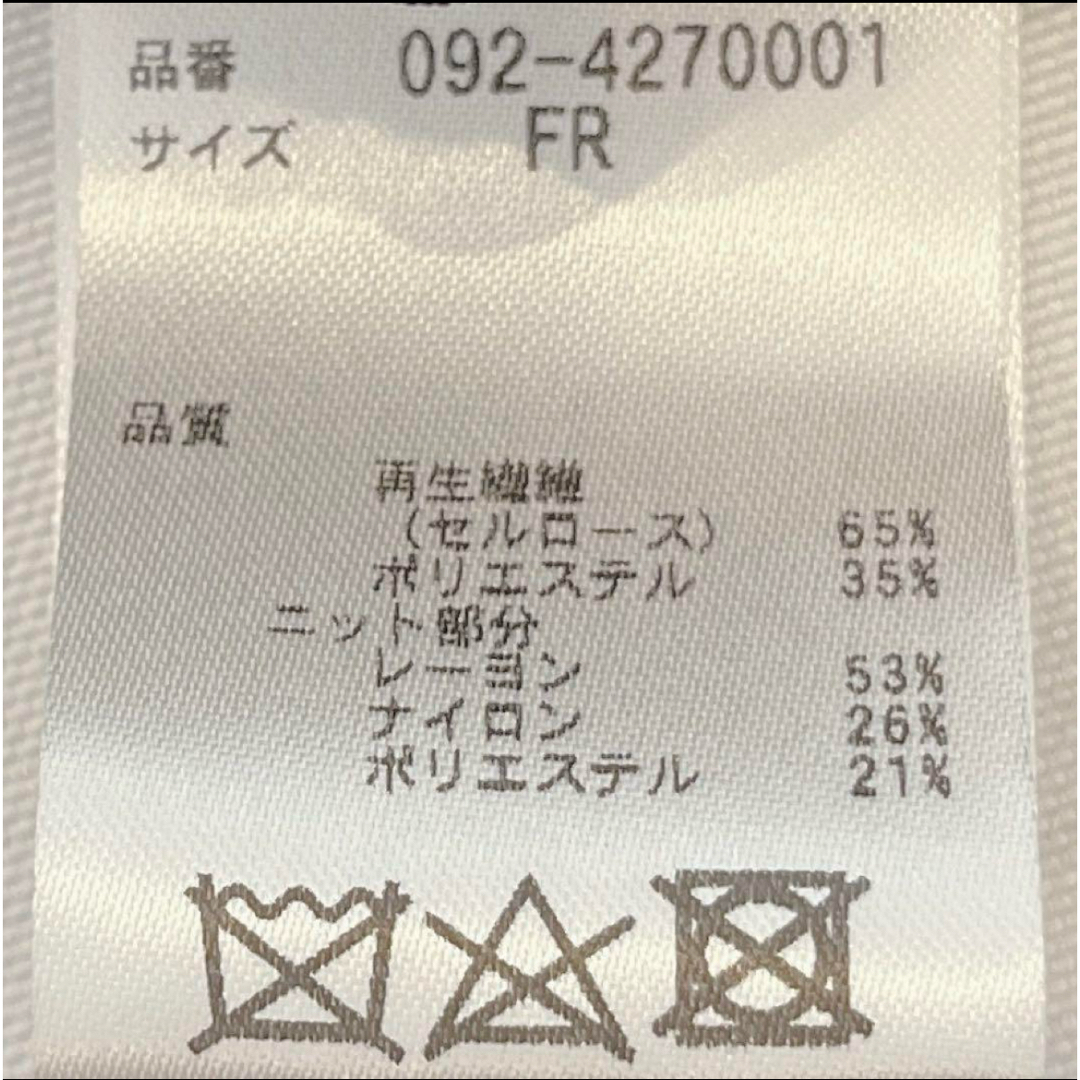 品番 092-4270001
サイズ FR
品質
再生繊維
(セルロース) 65%
ポリエステル 35%
ニット部分
レーヨン 53%
ナイロン 26%
ポリエステル 21%